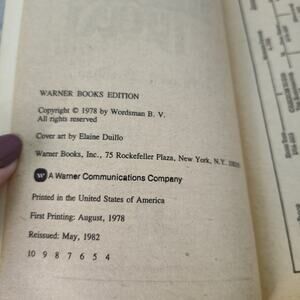 WARNER BOOKS EDITION
Copyright © 1978 by Wordsman B. V.
All rights reserved
Cover art by Elaine Duillo
Warner Books, Inc., 75 Rockefeller Plaza, New York, N.Y.
A Warner Communications Company
Printed in the United States of America
First Printing: August, 1978
Reissued: May, 1982
10 9 8 7 6 5 4